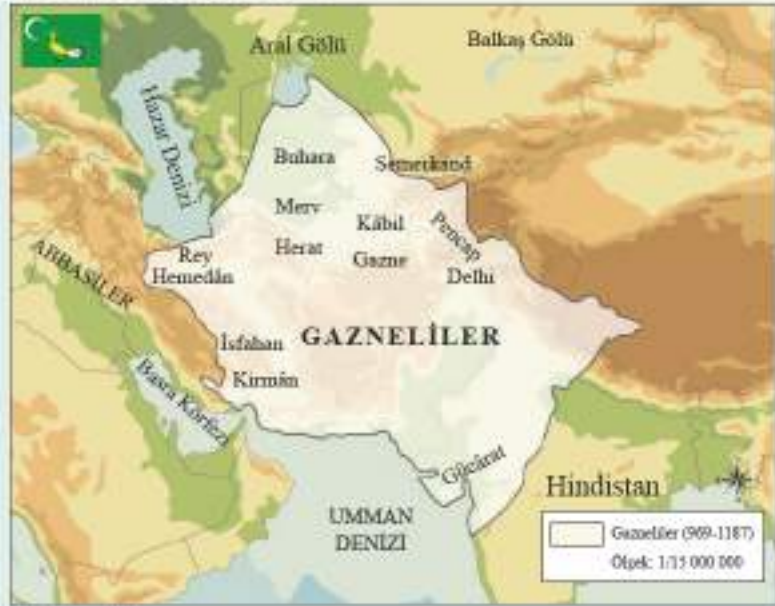 Aral Gölü
Balkaş Gölü
Hazar Denizi
Buhara
Semerkand
Merv
Kâbil
Pencap
Rey
Herat
Gazne
Hemedân
Delhi
ABBASİLER
İsfahan
GAZNELİLER
Kirmân
Basra Körfezi
Gücârat
Hindistan
UMMAN
DENİZİ
Gazneliler (969-1187)
Ölçek: 1/15 000 000